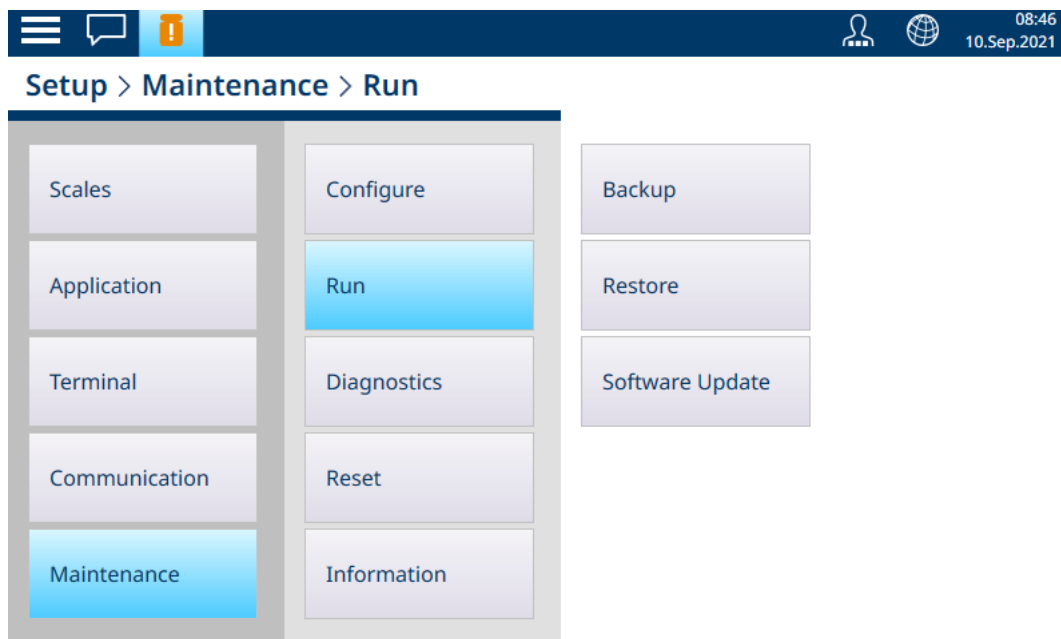 08:46
10.Sep.2021
Setup > Maintenance > Run
Scales
Configure
Backup
Application
Run
Restore
Terminal
Diagnostics
Software Update
Communication
Reset
Maintenance
Information